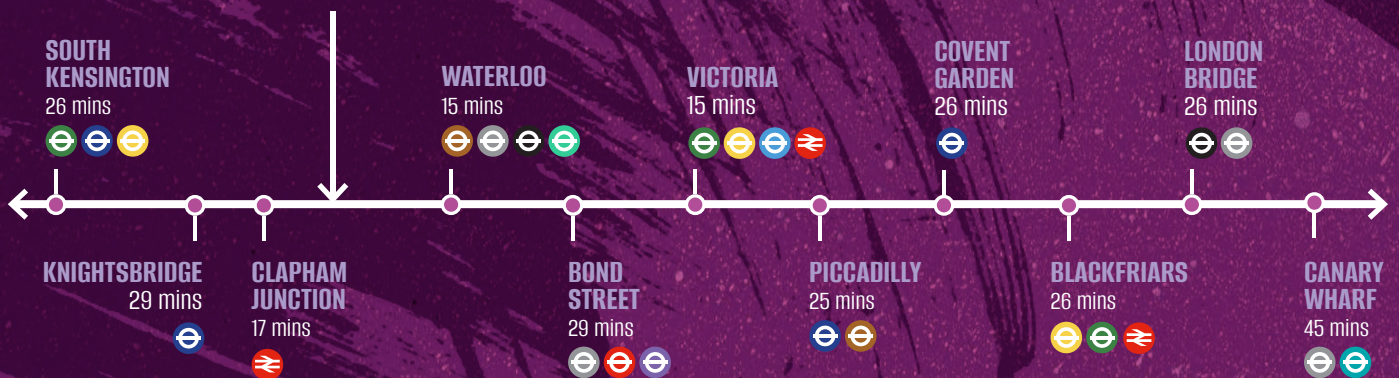 SOUTH
KENSINGTON
26 mins
WATERLOO
15 mins
VICTORIA
15 mins
COVENT
GARDEN
26 mins
LONDON
BRIDGE
26 mins
KNIGHTSBRIDGE
29 mins
CLAPHAM
JUNCTION
17 mins
BOND
STREET
29 mins
PICCADILLY
25 mins
BLACKFRIARS
26 mins
CANARY
WHARF
45 mins